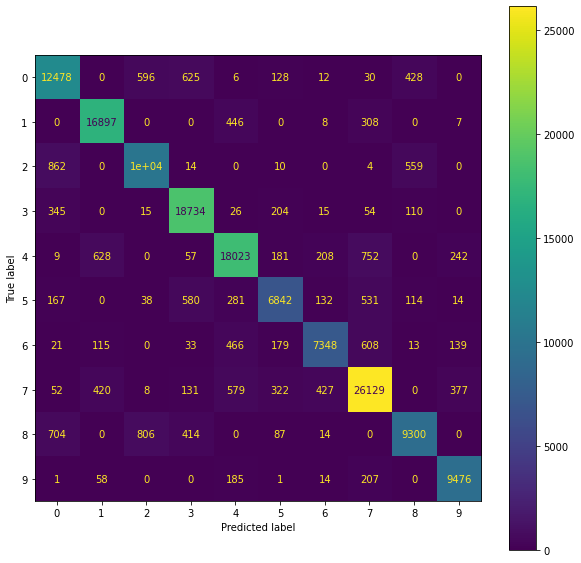 0 12478 0 596 625 6 128 12 30 428 0
1 0 16897 0 0 446 0 8 308 0 7
2 862 0 1e+04 14 0 10 0 4 559 0
3 345 0 15 18734 26 204 15 54 110 0
4 9 628 0 57 18023 181 208 752 0 242
5 167 0 38 580 281 6842 132 531 114 14
6 21 115 0 33 466 179 7348 608 13 139
7 52 420 8 131 579 322 427 26129 0 377
8 704 0 806 414 0 87 14 0 9300 0
9 1 58 0 0 185 1 14 207 0 9476
0 1 2 3 4 5 6 7 8 9
Predicted label
True label
25000
20000
15000
10000
5000
0